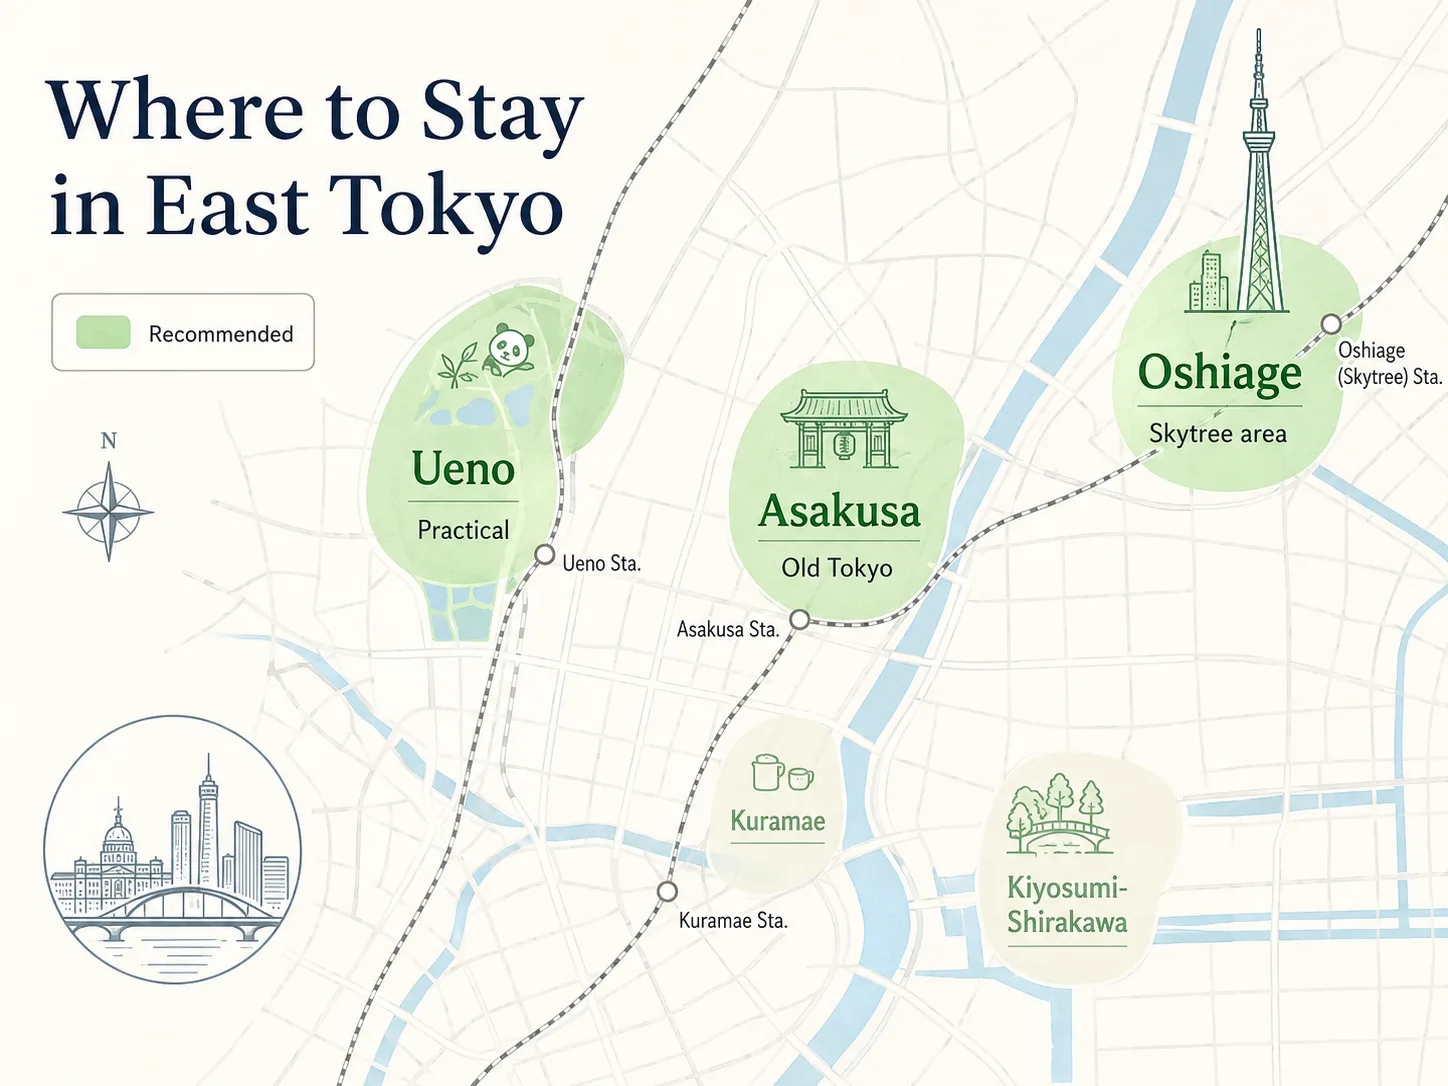 Where to Stay
in East Tokyo
Recommended
N
Ueno
Practical
Ueno Sta.
Asakusa
Old Tokyo
Asakusa Sta.
Oshiage
Skytree area
Oshiage
(Skytree) Sta.
Kuramae
Kuramae Sta.
Kiyosumi-
Shirakawa